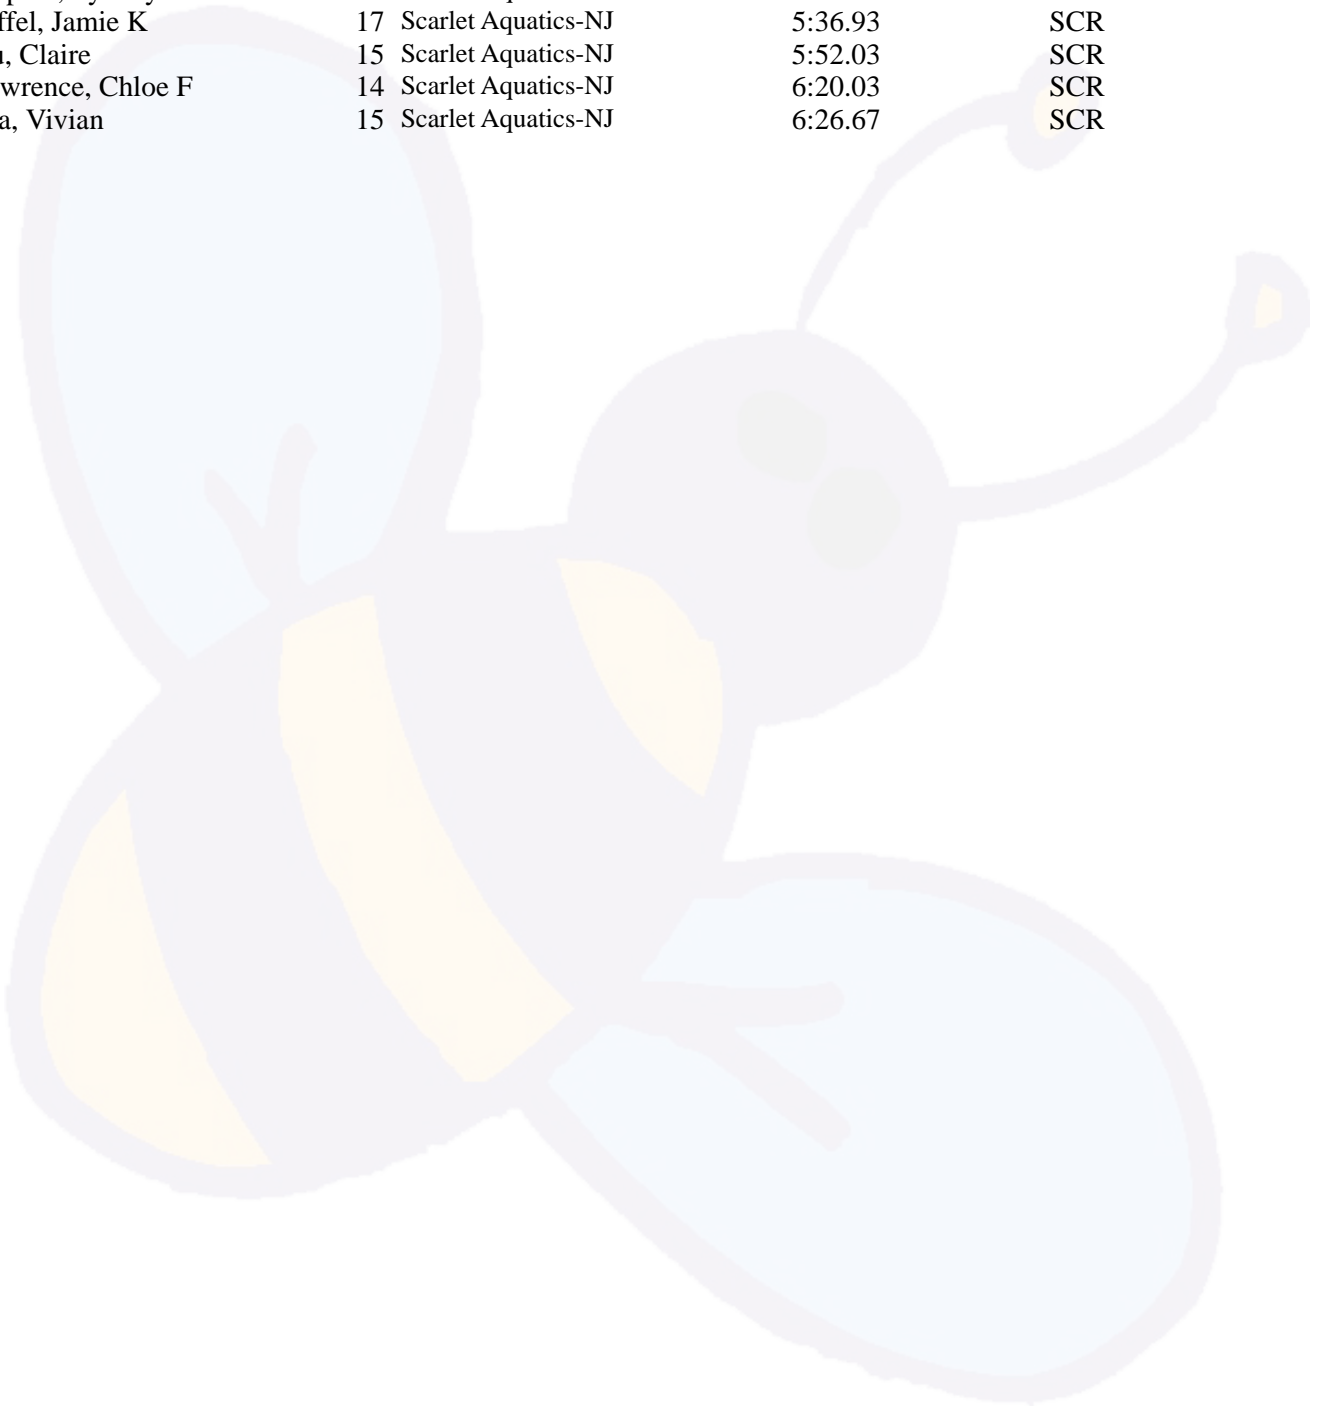 ffel, Jamie K 17 Scarlet Aquatics-NJ 5:36.93 SCR
, Claire 15 Scarlet Aquatics-NJ 5:52.03 SCR
wrence, Chloe F 14 Scarlet Aquatics-NJ 6:20.03 SCR
a, Vivian 15 Scarlet Aquatics-NJ 6:26.67 SCR